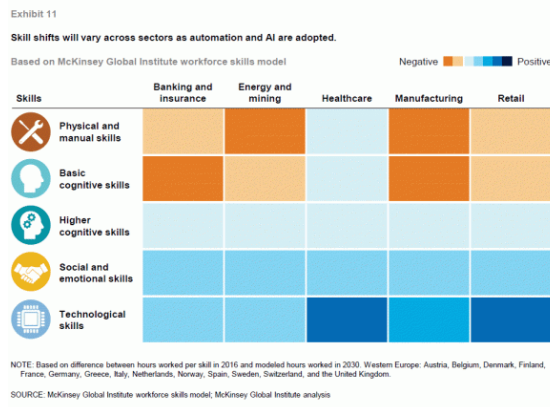 Exhibit 11
Skill shifts will vary across sectors as automation and AI are adopted.
Based on McKinsey Global Institute workforce skills model
Negative Positive
Skills
Banking and insurance
Energy and mining
Healthcare
Manufacturing
Retail
Physical and manual skills
Basic cognitive skills
Higher cognitive skills
Social and emotional skills
Technological skills
NOTE: Based on difference between hours worked per skill in 2016 and modeled hours worked in 2030. Western Europe: Austria, Belgium, Denmark, Finland,
France, Germany, Greece, Italy, Netherlands, Norway, Spain, Sweden, Switzerland, and the United Kingdom.
SOURCE: McKinsey Global Institute workforce skills model; McKinsey Global Institute analysis